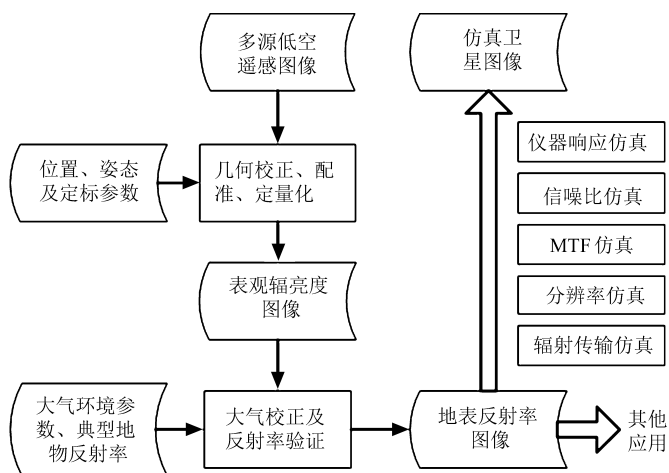 多源低空
遥感图像
仿真卫
星图像
位置、姿态
及定标参数
几何校正、配
准、定量化
仪器响应仿真
信噪比仿真
MTF仿真
分辨率仿真
辐射传输仿真
表观辐亮度
图像
大气环境参
数、典型地
物反射率
大气校正及
反射率验证
地表反射率
图像
其他
应用